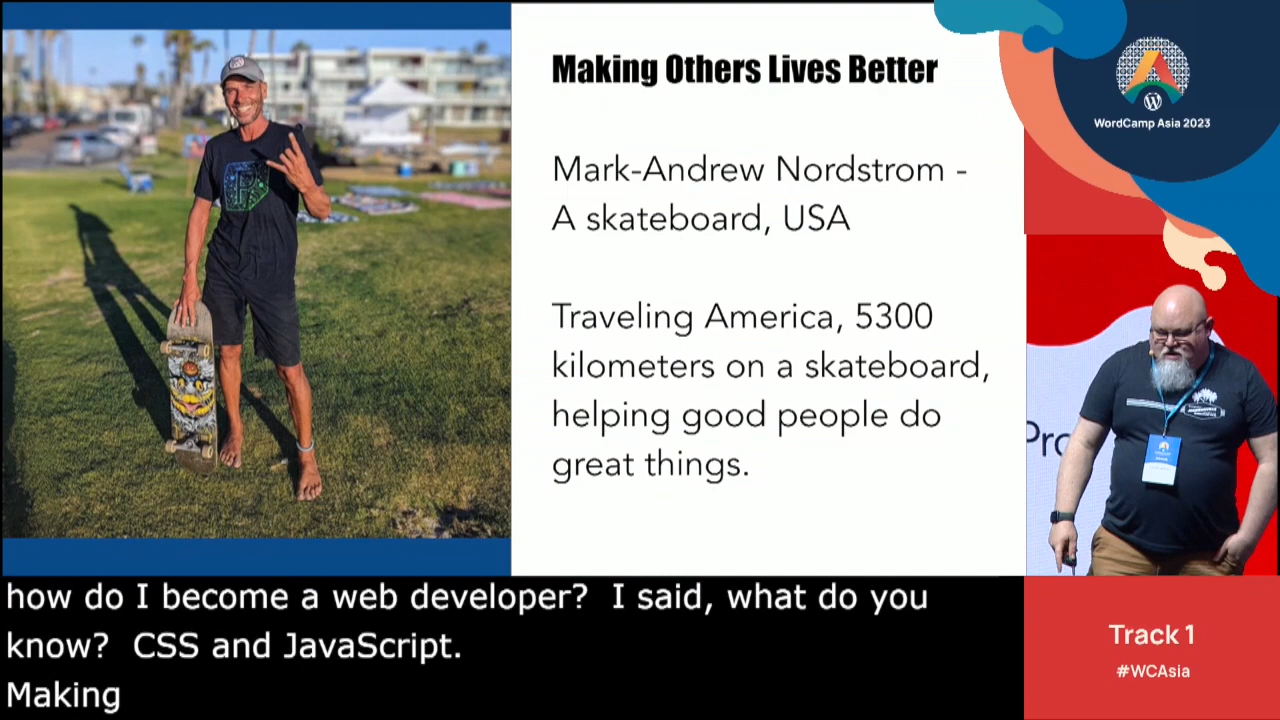 Making Others Lives Better
Mark-Andrew Nordstrom -
A skateboard, USA
Traveling America, 5300
kilometers on a skateboard,
helping good people do
great things.
WordCamp Asia 2023
Pro
how do I become a web developer?  I said, what do you
know?  CSS and JavaScript.
Making
Track 1
#WCAsia